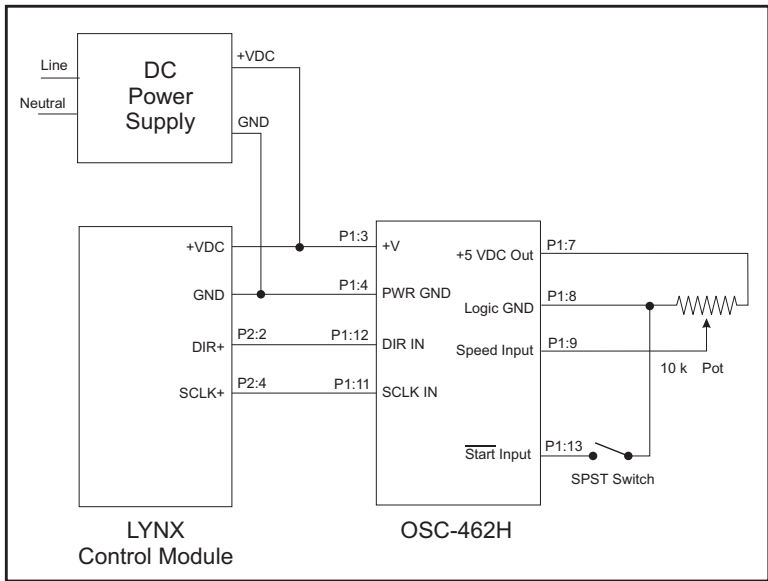 DC
Power
Supply
Line
Neutral
+VDC
GND
+VDC
GND
DIR+
SCLK+
P2:2
P2:4
P1:3
P1:4
P1:12
P1:11
+V
PWR GND
DIR IN
SCLK IN
+5 VDC Out
Logic GND
Speed Input
Start Input
P1:7
P1:8
P1:9
P1:13
10 k Pot
SPST Switch
LYNX
Control Module
OSC-462H